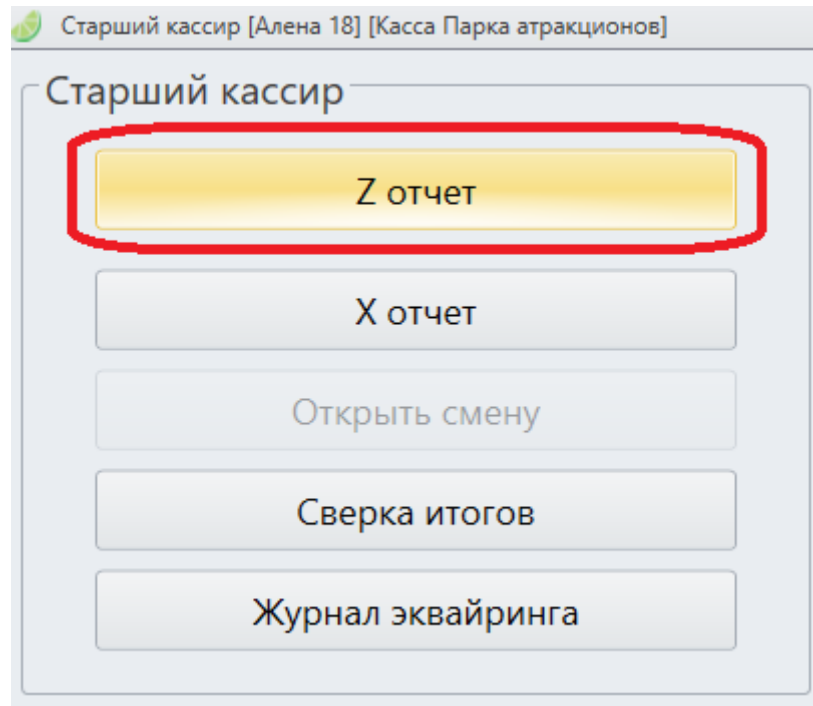 Старший кассир [Алена 18] [Касса Парка атракционов]
Старший кассир
Z отчет
X отчет
Открыть смену
Сверка итогов
Журнал эквайринга